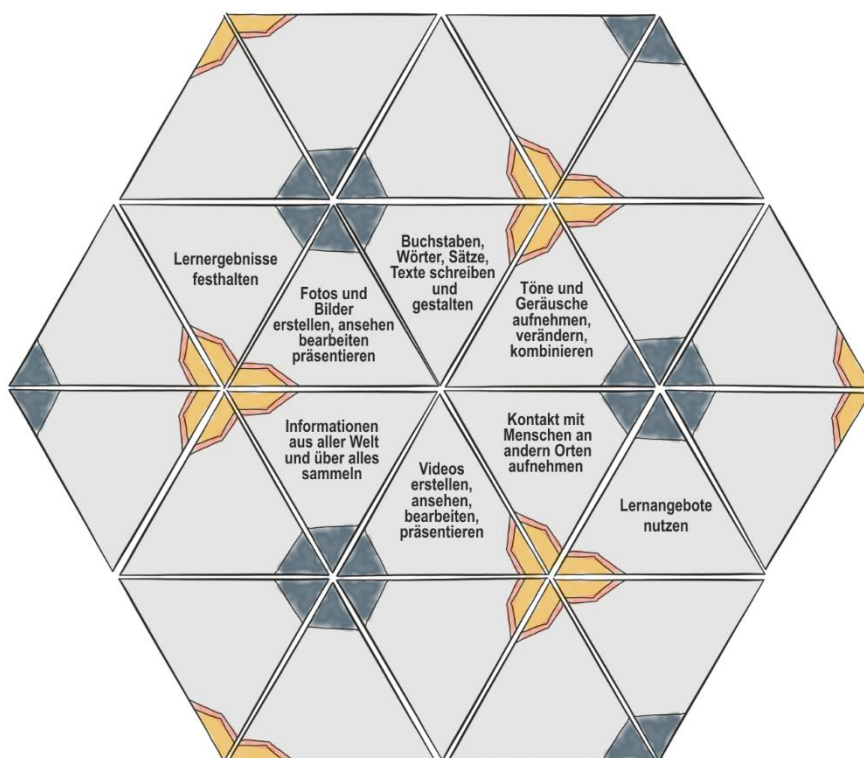 Lernergebnisse
festhalten
Fotos und
Bilder
erstellen, ansehen
bearbeiten
präsentieren
Buchstaben,
Wörter, Sätze,
Texte schreiben
und
gestalten
Töne und
Geräusche
aufnehmen,
verändern,
kombinieren
Informationen
aus aller Welt
und über alles
sammeln
Videos
erstellen,
ansehen,
bearbeiten,
präsentieren
Kontakt mit
Menschen an
andern Orten
aufnehmen
Lernangebote
nutzen